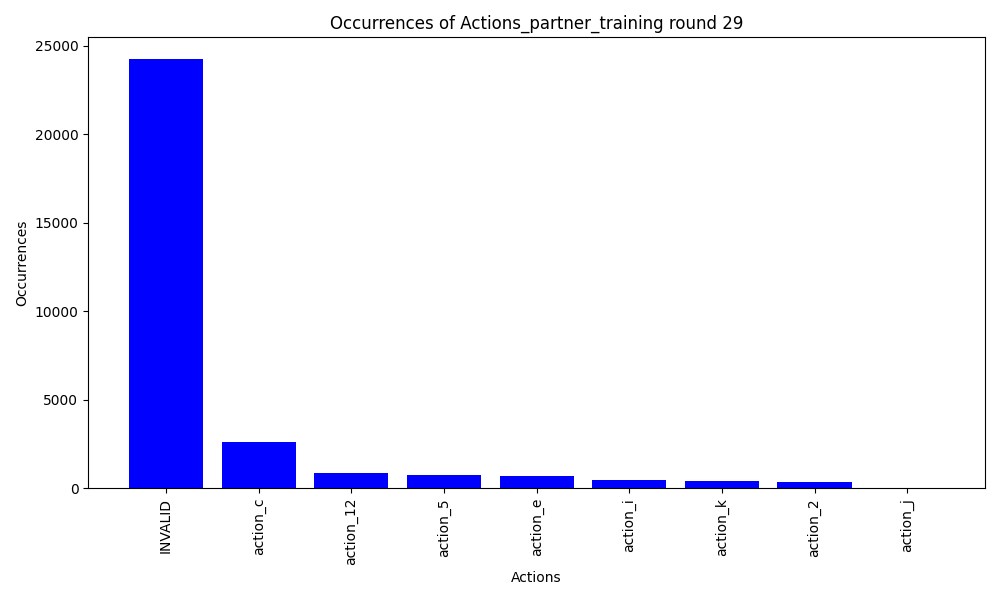 Occurrences of Actions_partner_training round 29
25000
20000
15000
10000
5000
0
Occurrences
INVALID
action_c
action_12
action_5
action_e
action_i
action_k
action_2
action_j
Actions